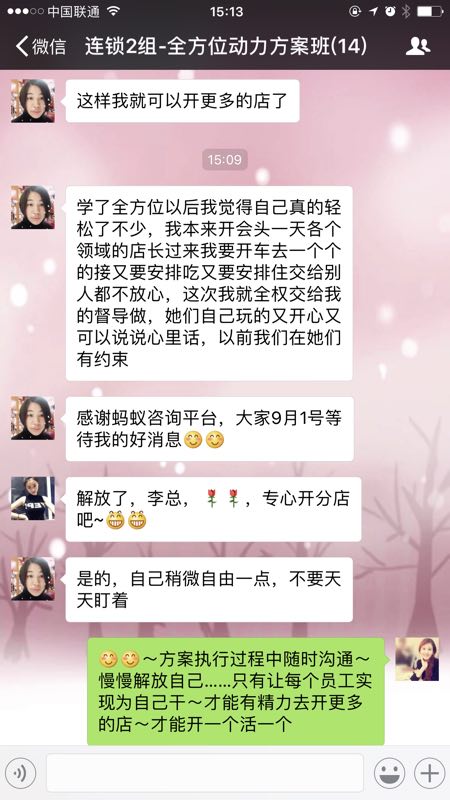 中国联通
15:13
微信
连锁2组-全方位动力方案班(14)
这样我就可以开更多的店了
15:09
学了全方位以后我觉得自己真的轻
松了不少，我本来开会头一天各个
领域的店长过来我要开车去一个个
的接又要安排吃又要安排住交给别
人都不放心，这次我就全权交给我
的督导做，她们自己玩的又开心又
可以说说心里话，以前我们在她们
有约束
感谢蚂蚁咨询平台，大家9月1号等
待我的好消息😊😊
解放了，李总，🌹🌹，专心开分店
吧~😁😁
是的，自己稍微自由一点，不要天
天盯着
😊😊～方案执行过程中随时沟通～
慢慢解放自己……只有让每个员工实
现为自己干～才能有精力去开更多
的店～才能开一个活一个